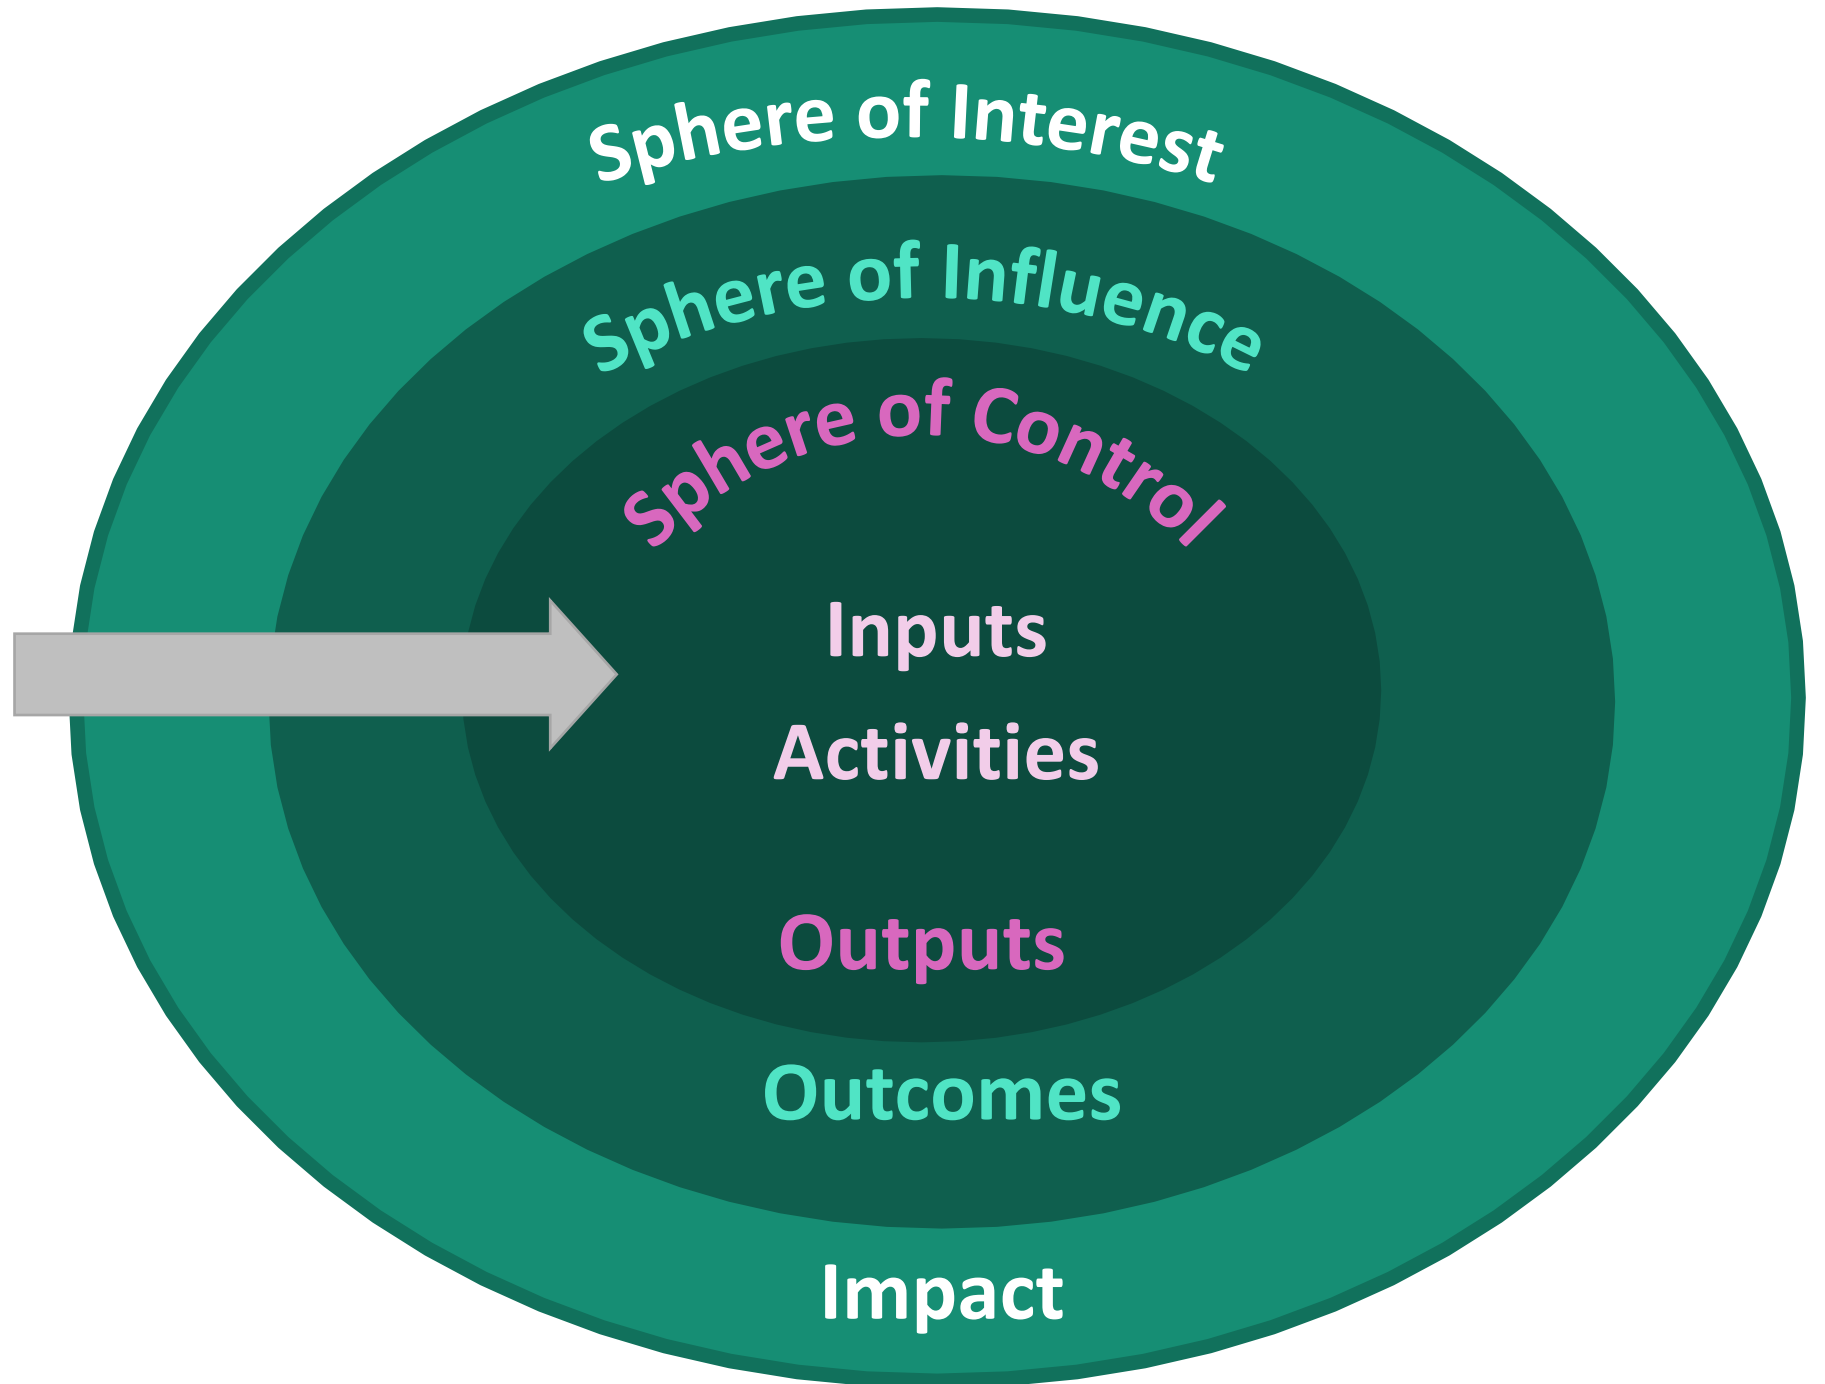 Sphere of Interest
Sphere of Influence
Sphere of Control
Inputs
Activities
Outputs
Outcomes
Impact